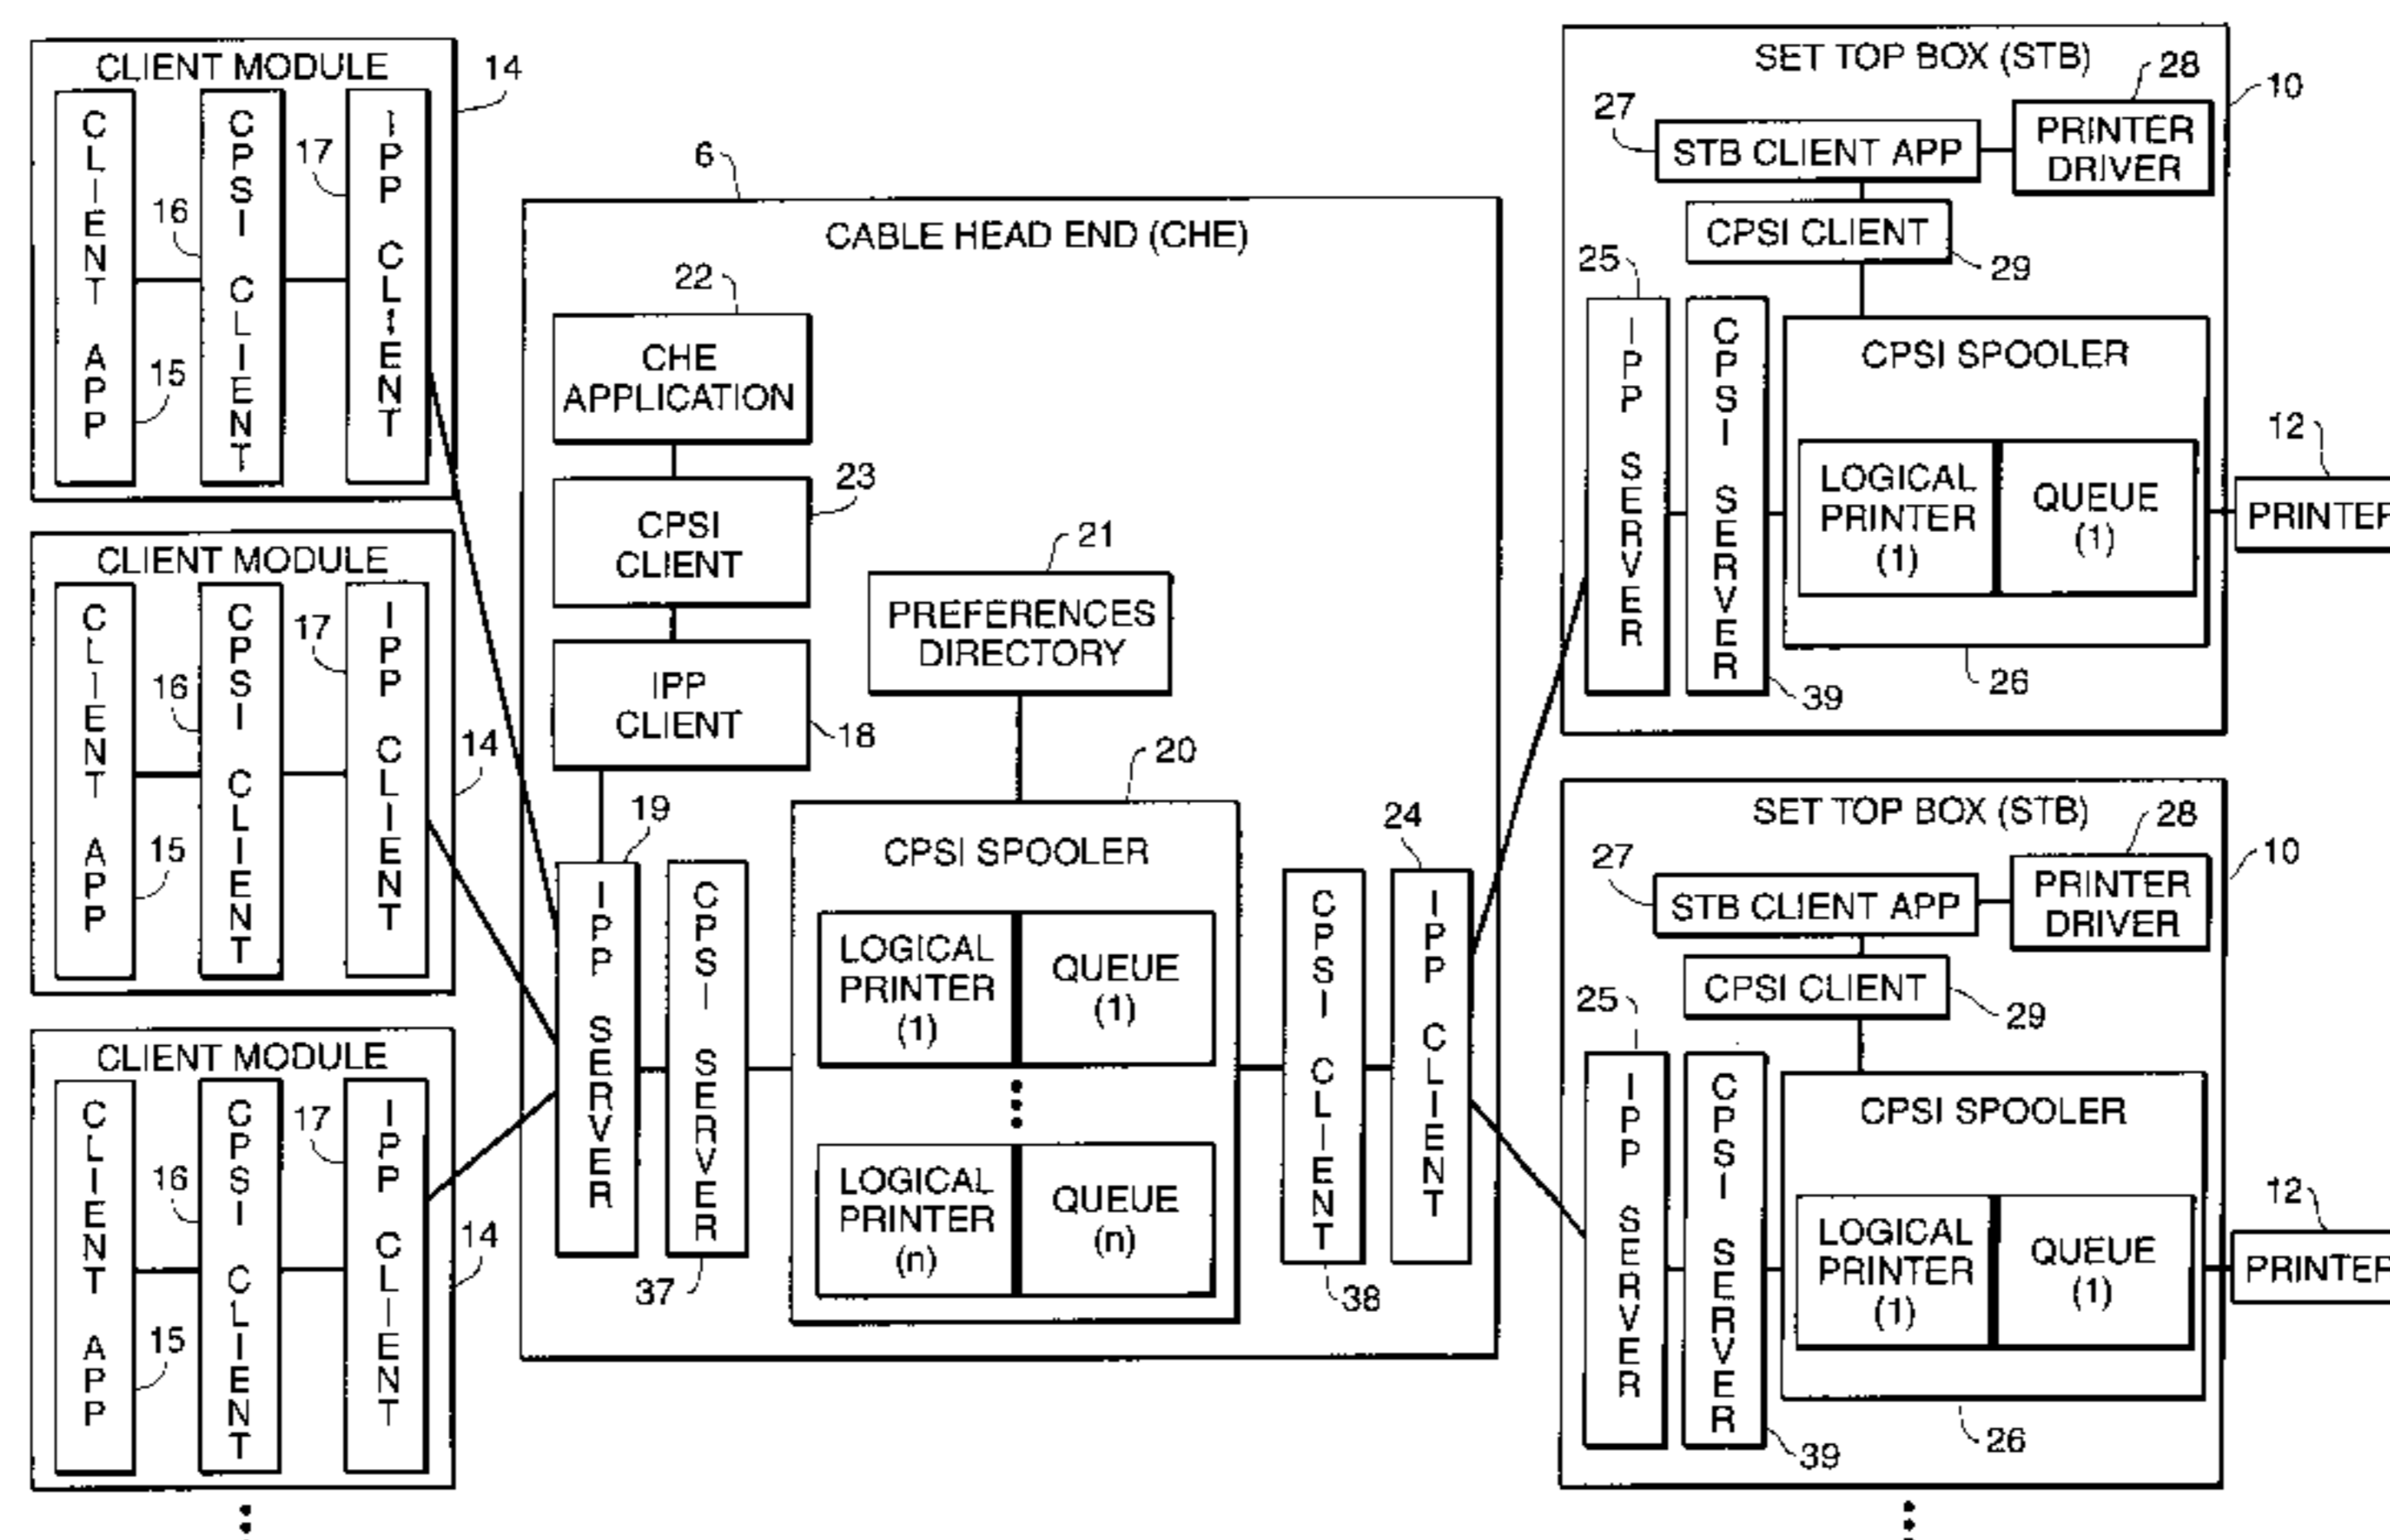 CLIENT MODULE
14
CLIENT APP
15
16
CPSI CLIENT
17
IPP CLIENT
CLIENT MODULE
14
CLIENT APP
15
16
CPSI CLIENT
17
IPP CLIENT
CLIENT MODULE
14
CLIENT APP
15
16
CPSI CLIENT
17
IPP CLIENT
6
CABLE HEAD END (CHE)
22
CHE
APPLICATION
23
CPSI
CLIENT
IPP
CLIENT
18
21
PREFERENCES
DIRECTORY
19
IPP SERVER
CPSI SERVER
37
20
CPSI SPOOLER
LOGICAL
PRINTER
(1)
QUEUE
(1)
LOGICAL
PRINTER
(n)
QUEUE
(n)
CPSI CLIENT
38
24
IPP CLIENT
SET TOP BOX (STB)
10
27
STB CLIENT APP
28
PRINTER
DRIVER
CPSI CLIENT
29
25
IPP SERVER
CPSI SERVER
39
CPSI SPOOLER
LOGICAL
PRINTER
(1)
QUEUE
(1)
26
12
PRINTER
SET TOP BOX (STB)
10
27
STB CLIENT APP
28
PRINTER
DRIVER
CPSI CLIENT
29
25
IPP SERVER
CPSI SERVER
39
CPSI SPOOLER
LOGICAL
PRINTER
(1)
QUEUE
(1)
26
12
PRINTER